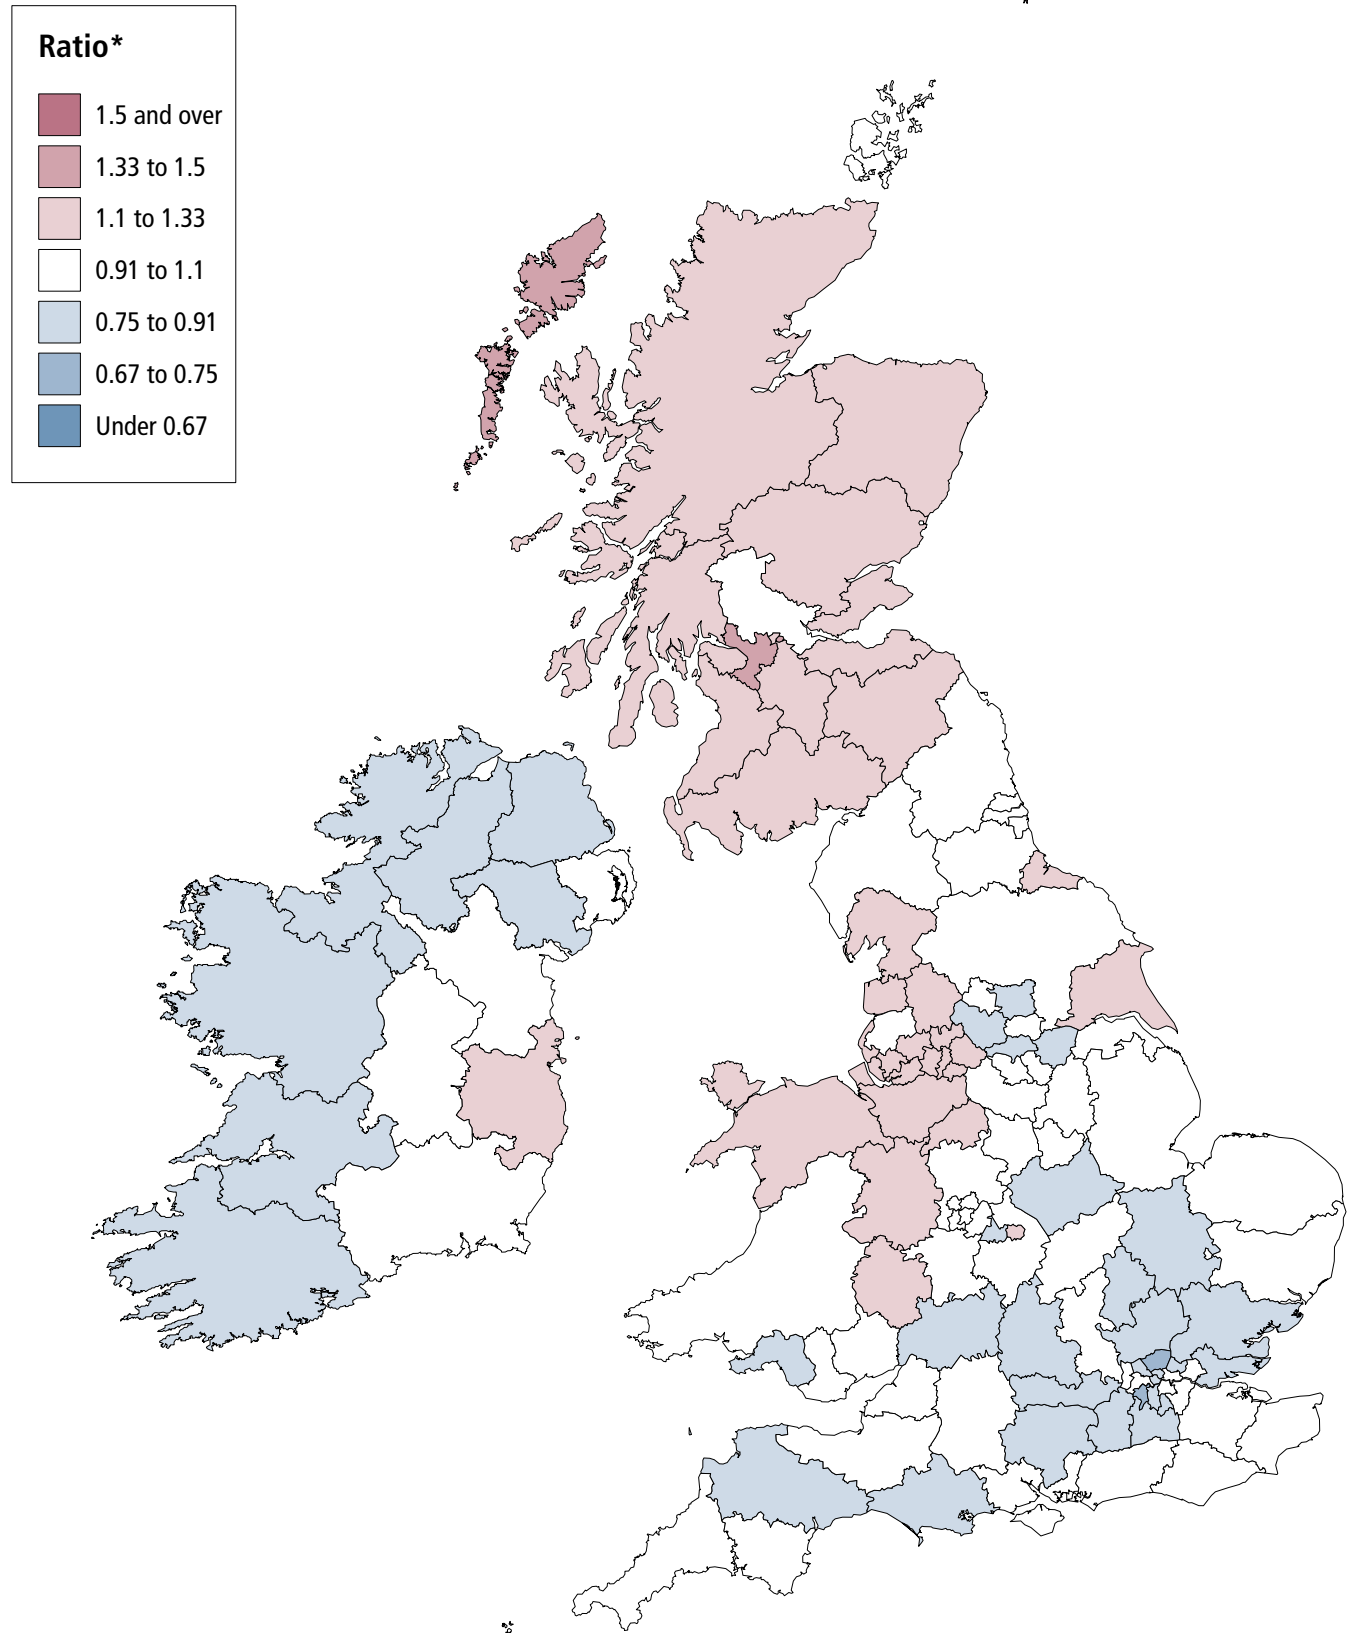 Ratio*
1.5 and over
1.33 to 1.5
1.1 to 1.33
0.91 to 1.1
0.75 to 0.91
0.67 to 0.75
Under 0.67